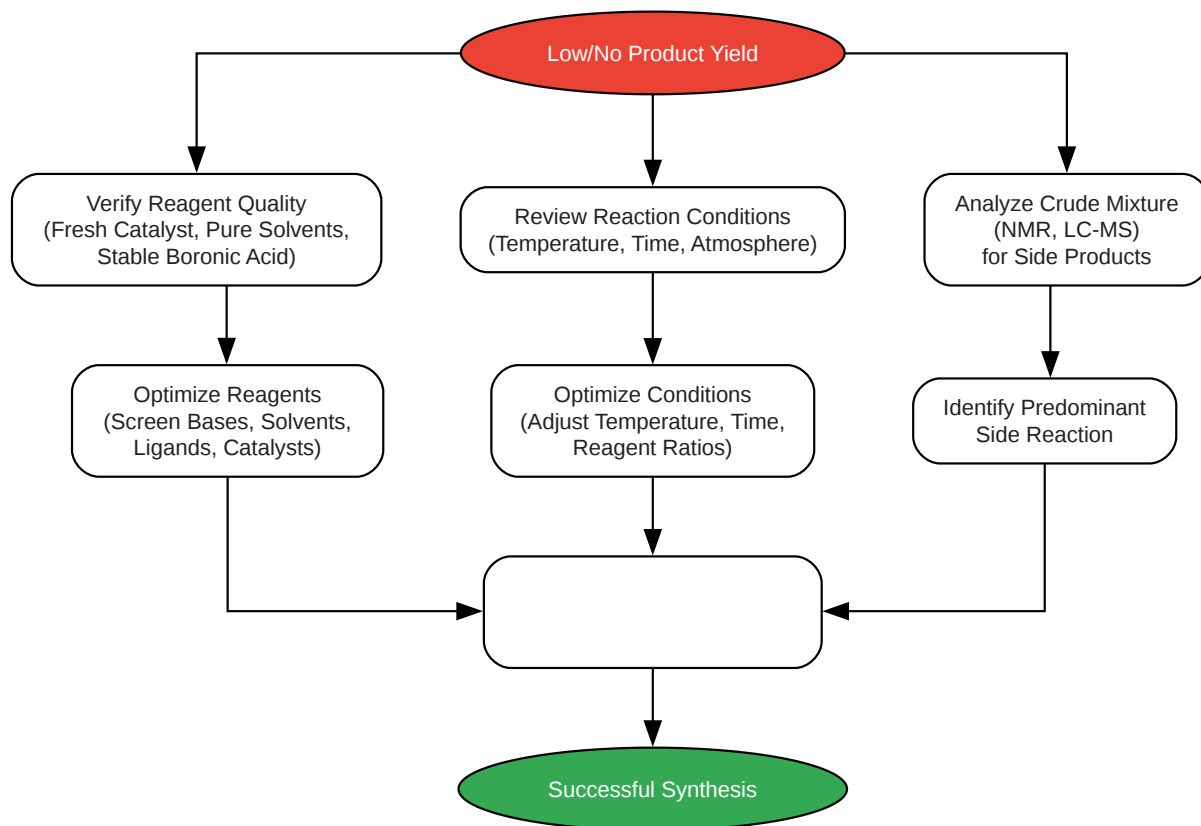 Low/No Product Yield
Verify Reagent Quality
(Fresh Catalyst, Pure Solvents,
Stable Boronic Acid)
Review Reaction Conditions
(Temperature, Time, Atmosphere)
Analyze Crude Mixture
(NMR, LC-MS)
for Side Products
Optimize Reagents
(Screen Bases, Solvents,
Ligands, Catalysts)
Optimize Conditions
(Adjust Temperature, Time,
Reagent Ratios)
Identify Predominant
Side Reaction
Successful Synthesis